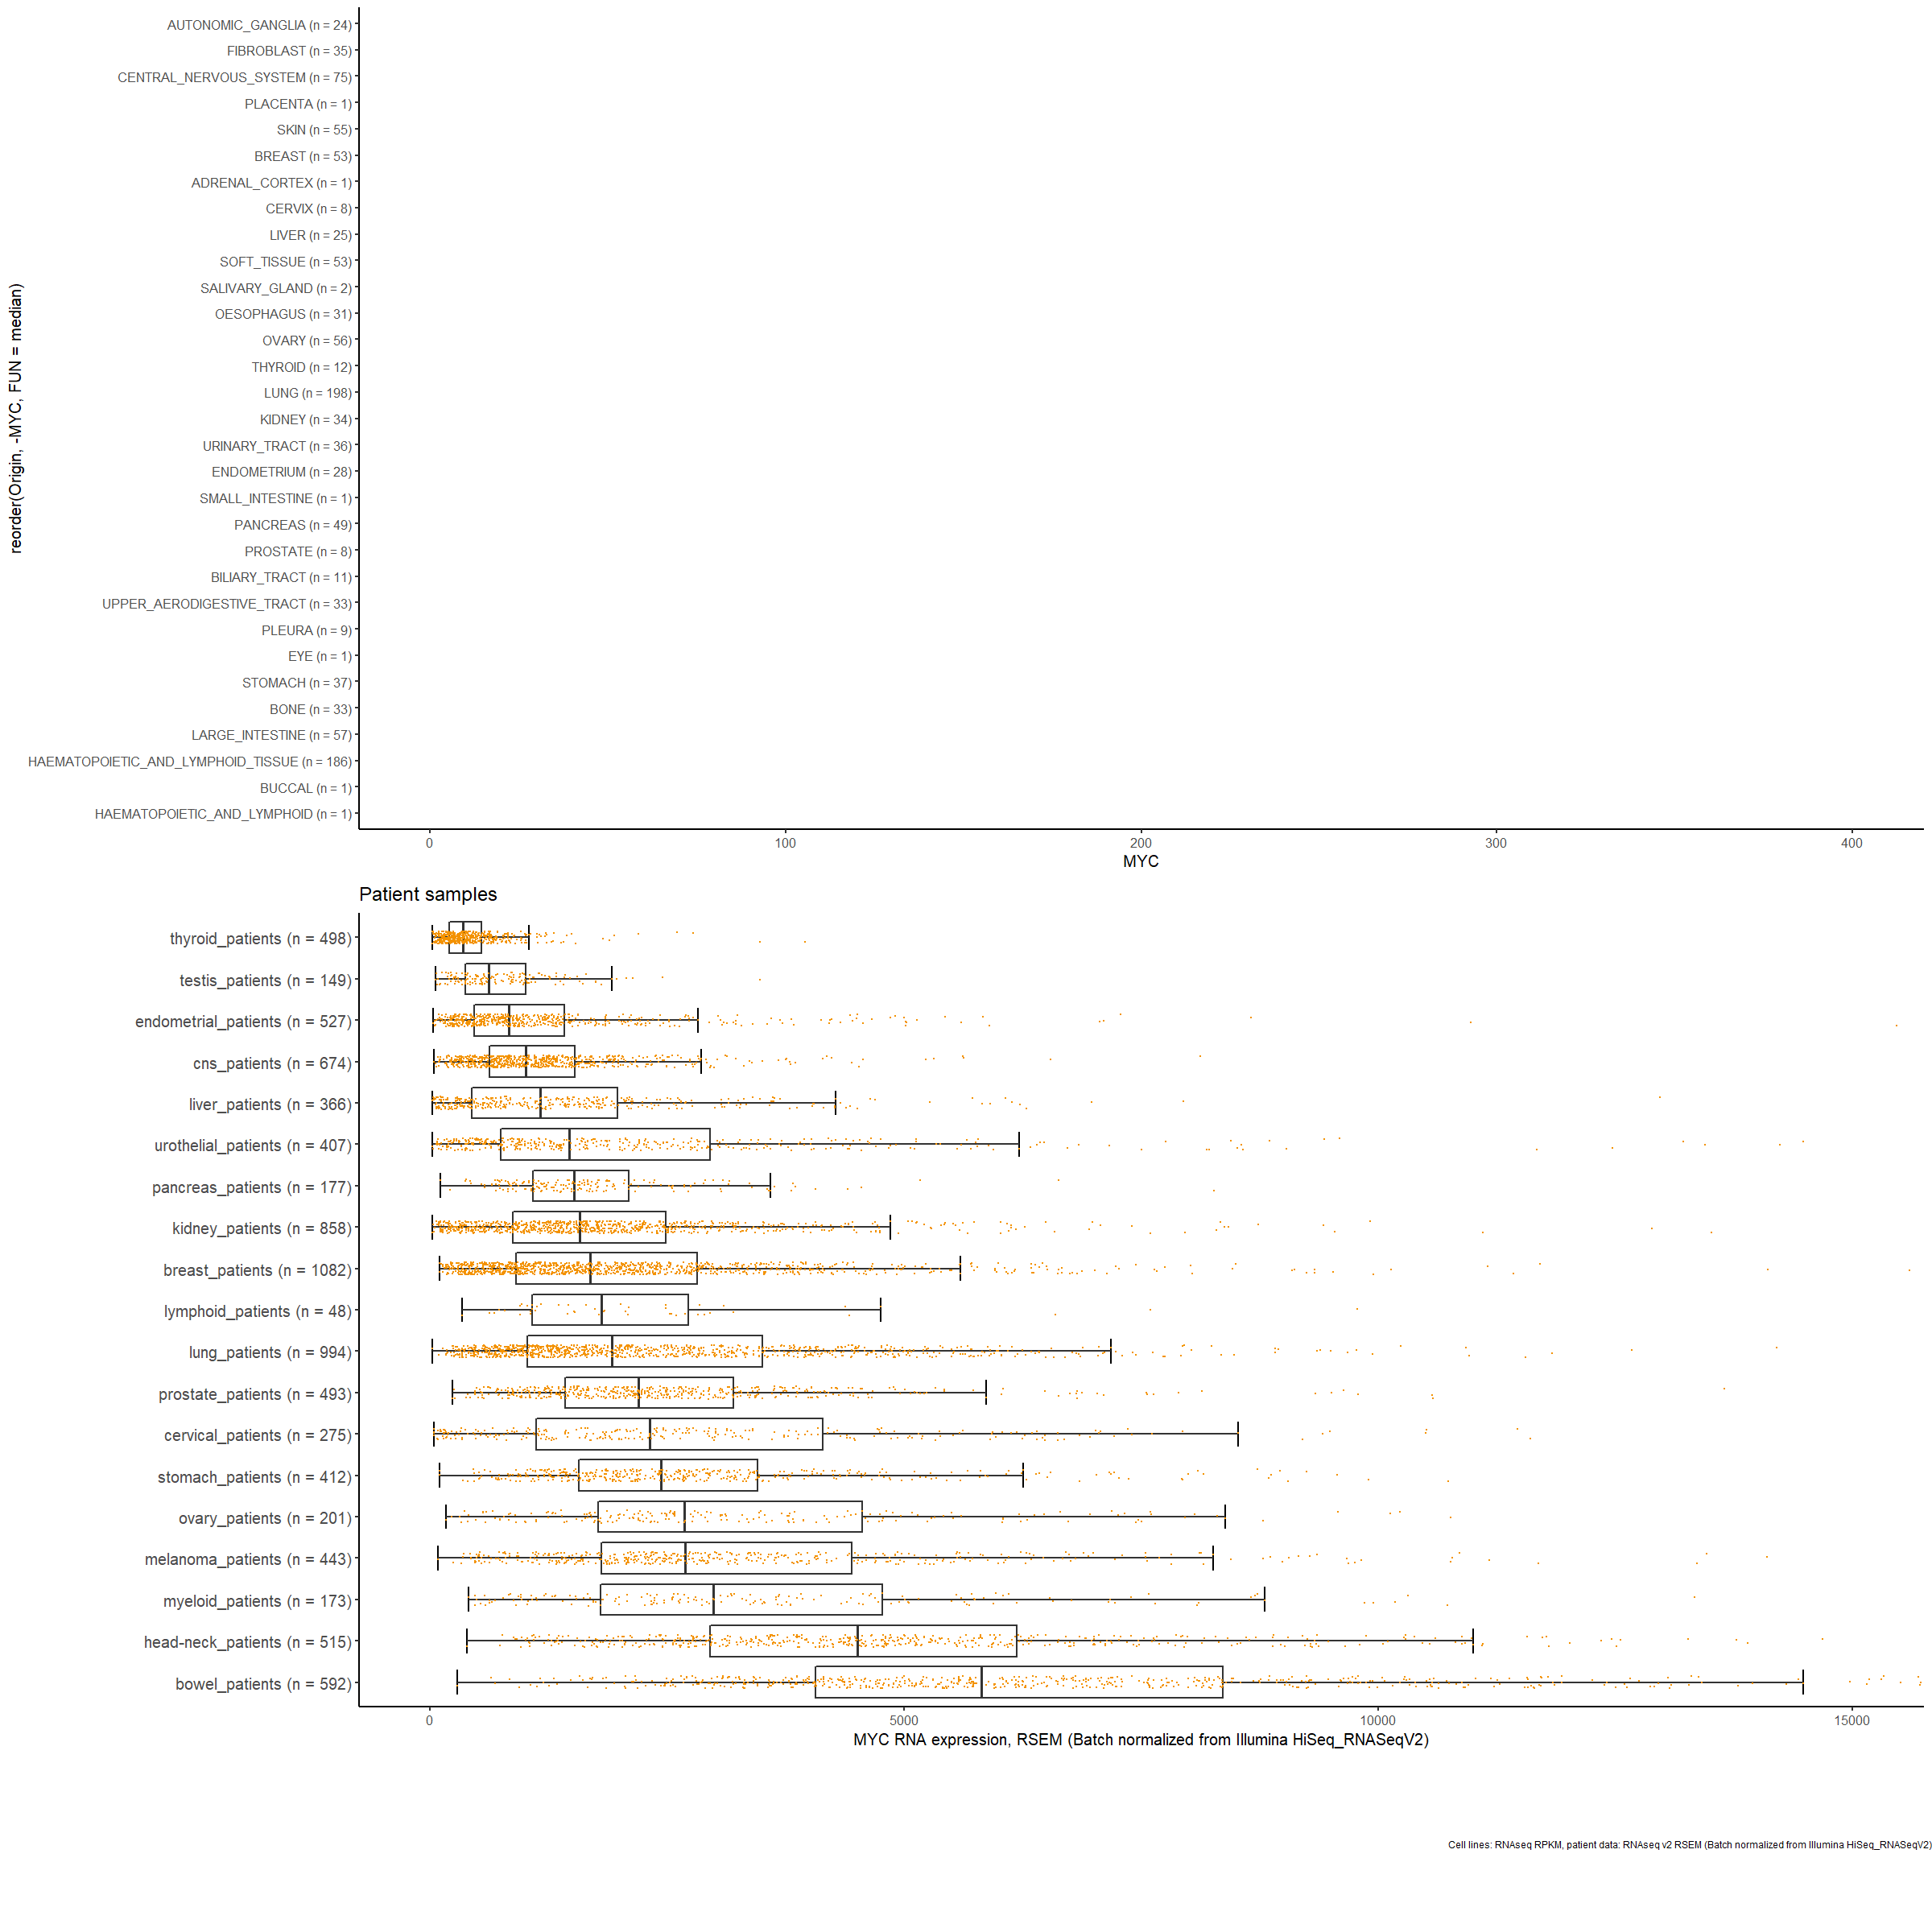 AUTONOMIC_GANGLIA (n = 24)
FIBROBLAST (n = 35)
CENTRAL_NERVOUS_SYSTEM (n = 75)
PLACENTA (n = 1)
SKIN (n = 55)
BREAST (n = 53)
ADRENAL_CORTEX (n = 1)
CERVIX (n = 8)
LIVER (n = 25)
SOFT_TISSUE (n = 53)
SALIVARY_GLAND (n = 2)
OESOPHAGUS (n = 31)
OVARY (n = 56)
THYROID (n = 12)
LUNG (n = 198)
KIDNEY (n = 34)
URINARY_TRACT (n = 36)
ENDOMETRIUM (n = 28)
SMALL_INTESTINE (n = 1)
PANCREAS (n = 49)
PROSTATE (n = 8)
BILIARY_TRACT (n = 11)
UPPER_AERODIGESTIVE_TRACT (n = 33)
PLEURA (n = 9)
EYE (n = 1)
STOMACH (n = 37)
BONE (n = 33)
LARGE_INTESTINE (n = 57)
HAEMATOPOIETIC_AND_LYMPHOID_TISSUE (n = 186)
BUCCAL (n = 1)
HAEMATOPOIETIC_AND_LYMPHOID (n = 1)
reorder(Origin, -MYC, FUN = median)
0 100 200 300 400
MYC
Patient samples
thyroid_patients (n = 498)
testis_patients (n = 149)
endometrial_patients (n = 527)
cns_patients (n = 674)
liver_patients (n = 366)
urothelial_patients (n = 407)
pancreas_patients (n = 177)
kidney_patients (n = 858)
breast_patients (n = 1082)
lymphoid_patients (n = 48)
lung_patients (n = 994)
prostate_patients (n = 493)
cervical_patients (n = 275)
stomach_patients (n = 412)
ovary_patients (n = 201)
melanoma_patients (n = 443)
myeloid_patients (n = 173)
head-neck_patients (n = 515)
bowel_patients (n = 592)
0 5000 10000 15000
MYC RNA expression, RSEM (Batch normalized from Illumina HiSeq_RNASeqV2)
Cell lines: RNAseq RPKM, patient data: RNAseq v2 RSEM (Batch normalized from Illumina HiSeq_RNASeqV2)